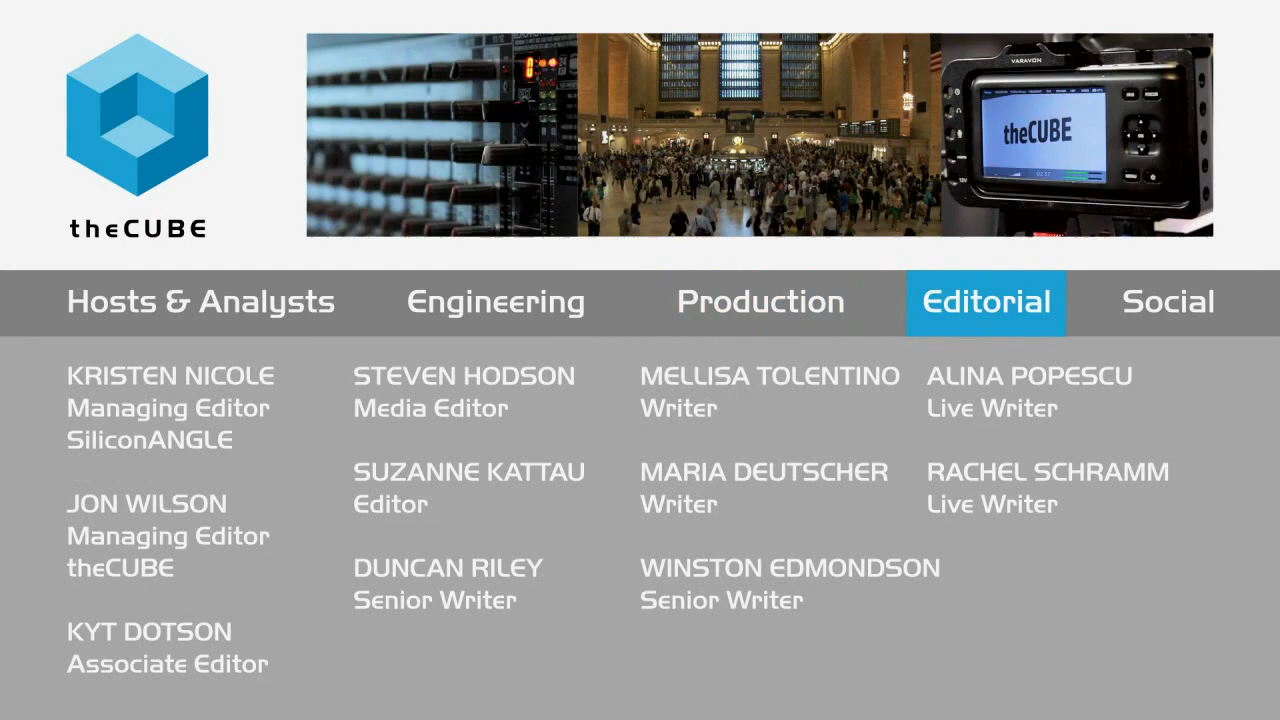 theCUBE
VARAVON
theCUBE
Hosts & Analysts
Engineering
Production
Editorial
Social
KRISTEN NICOLE
Managing Editor
SiliconANGLE
JON WILSON
Managing Editor
theCUBE
KYT DOTSON
Associate Editor
STEVEN HODSON
Media Editor
SUZANNE KATTAU
Editor
DUNCAN RILEY
Senior Writer
MELLISA TOLENTINO
Writer
MARIA DEUTSCHER
Writer
WINSTON EDMONDSON
Senior Writer
ALINA POPESCU
Live Writer
RACHEL SCHRAMM
Live Writer